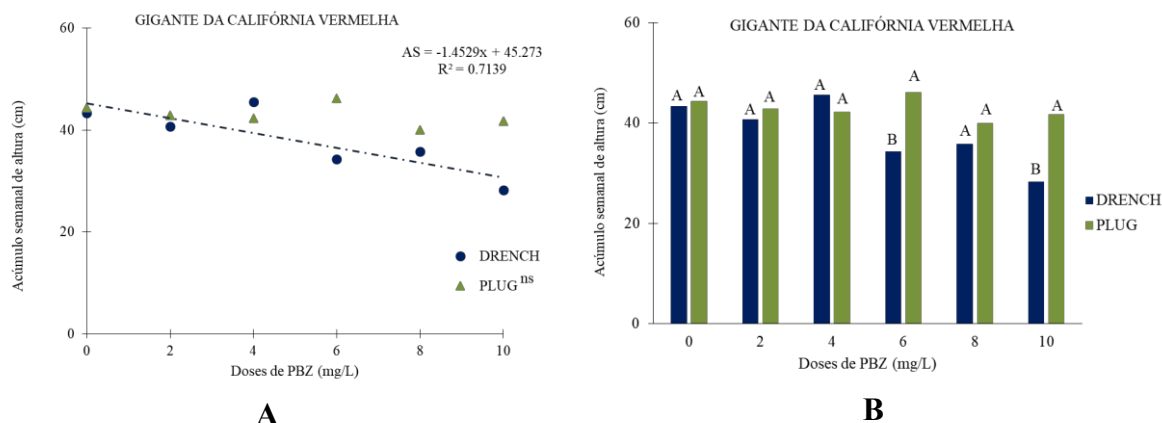 GIGANTE DA CALIFÓRNIA VERMELHA
AS = -1.4529x + 45.273
R² = 0.7139
Acúmulo semanal de altura (cm)
60
40
20
0
DRENCH
PLUG ns
0 2 4 6 8 10
Doses de PBZ (mg/L)
A
GIGANTE DA CALIFÓRNIA VERMELHA
Acúmulo semanal de altura (cm)
60
40
20
0
A A A A A A B A A A B A
DRENCH
PLUG
0 2 4 6 8 10
Doses de PBZ (mg/L)
B